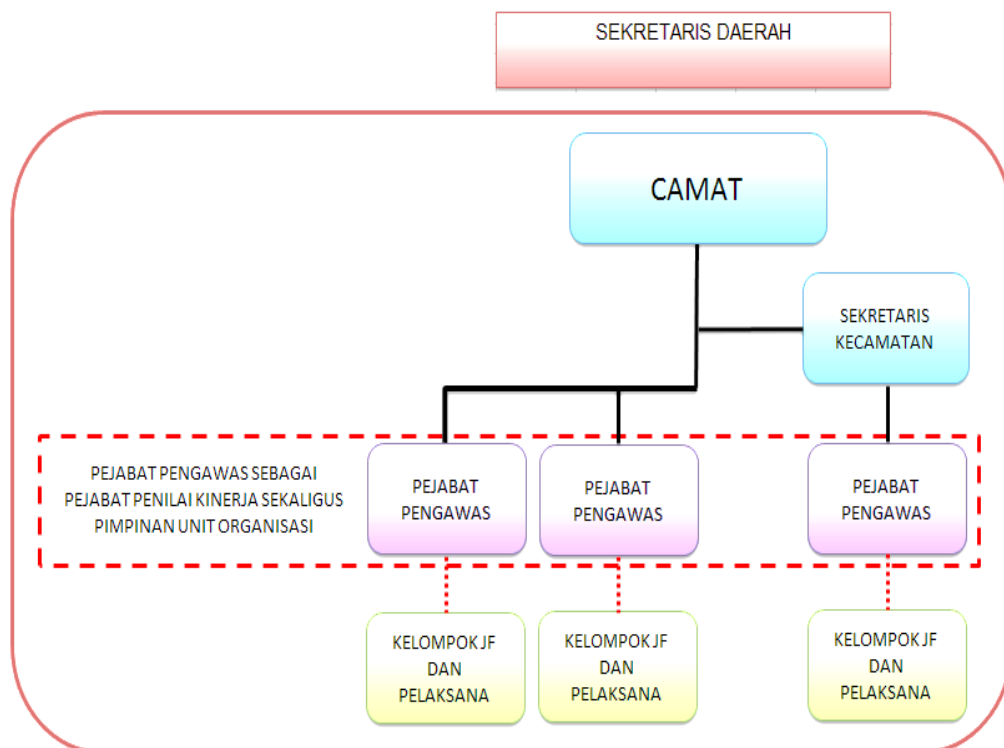 SEKRETARIS DAERAH
CAMAT
SEKRETARIS
KECAMATAN
PEJABAT PENGAWAS SEBAGAI
PEJABAT PENILAI KINERJA SEKALIGUS
PIMPINAN UNIT ORGANISASI
PEJABAT
PENGAWAS
PEJABAT
PENGAWAS
PEJABAT
PENGAWAS
KELOMPOK JF
DAN
PELAKSANA
KELOMPOK JF
DAN
PELAKSANA
KELOMPOK JF
DAN
PELAKSANA